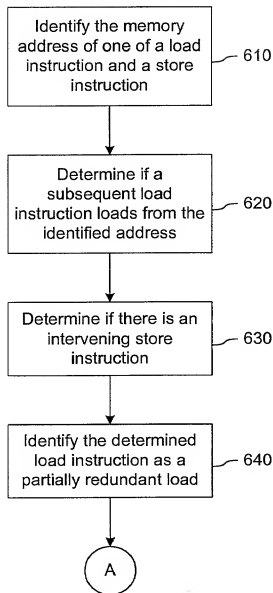 Identify the memory
address of one of a load
instruction and a store
instruction
610
Determine if a
subsequent load
instruction loads from the
identified address
620
Determine if there is an
intervening store
instruction
630
Identify the determined
load instruction as a
partially redundant load
640
A